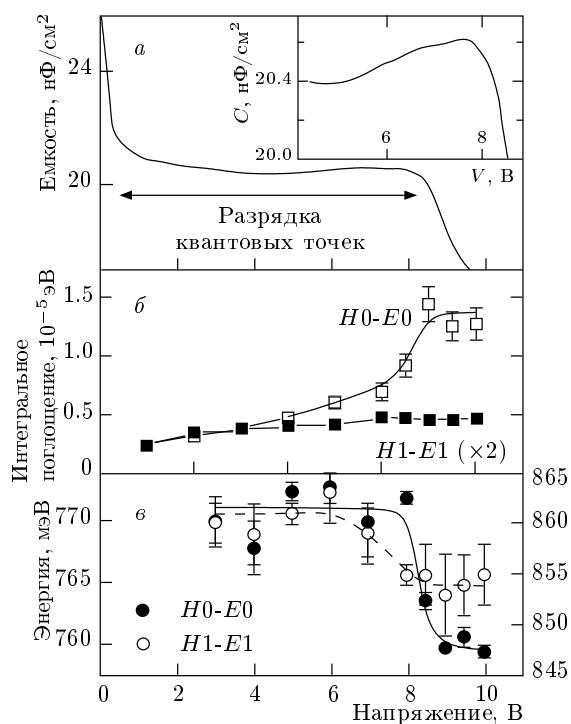 а
24
20
Емкость, нФ/см²
C, нФ/см²
20.4
20.0
6
8
V, В
Разрядка
квантовых точек
б
1.5
1.0
0.5
0
Интегральное
поглощение, 10⁻⁵ эВ
H0-E0
H1-E1 (×2)
в
770
765
760
Энергия, мэВ
865
860
855
850
845
H0-E0
H1-E1
0
2
4
6
8
10
Напряжение, В